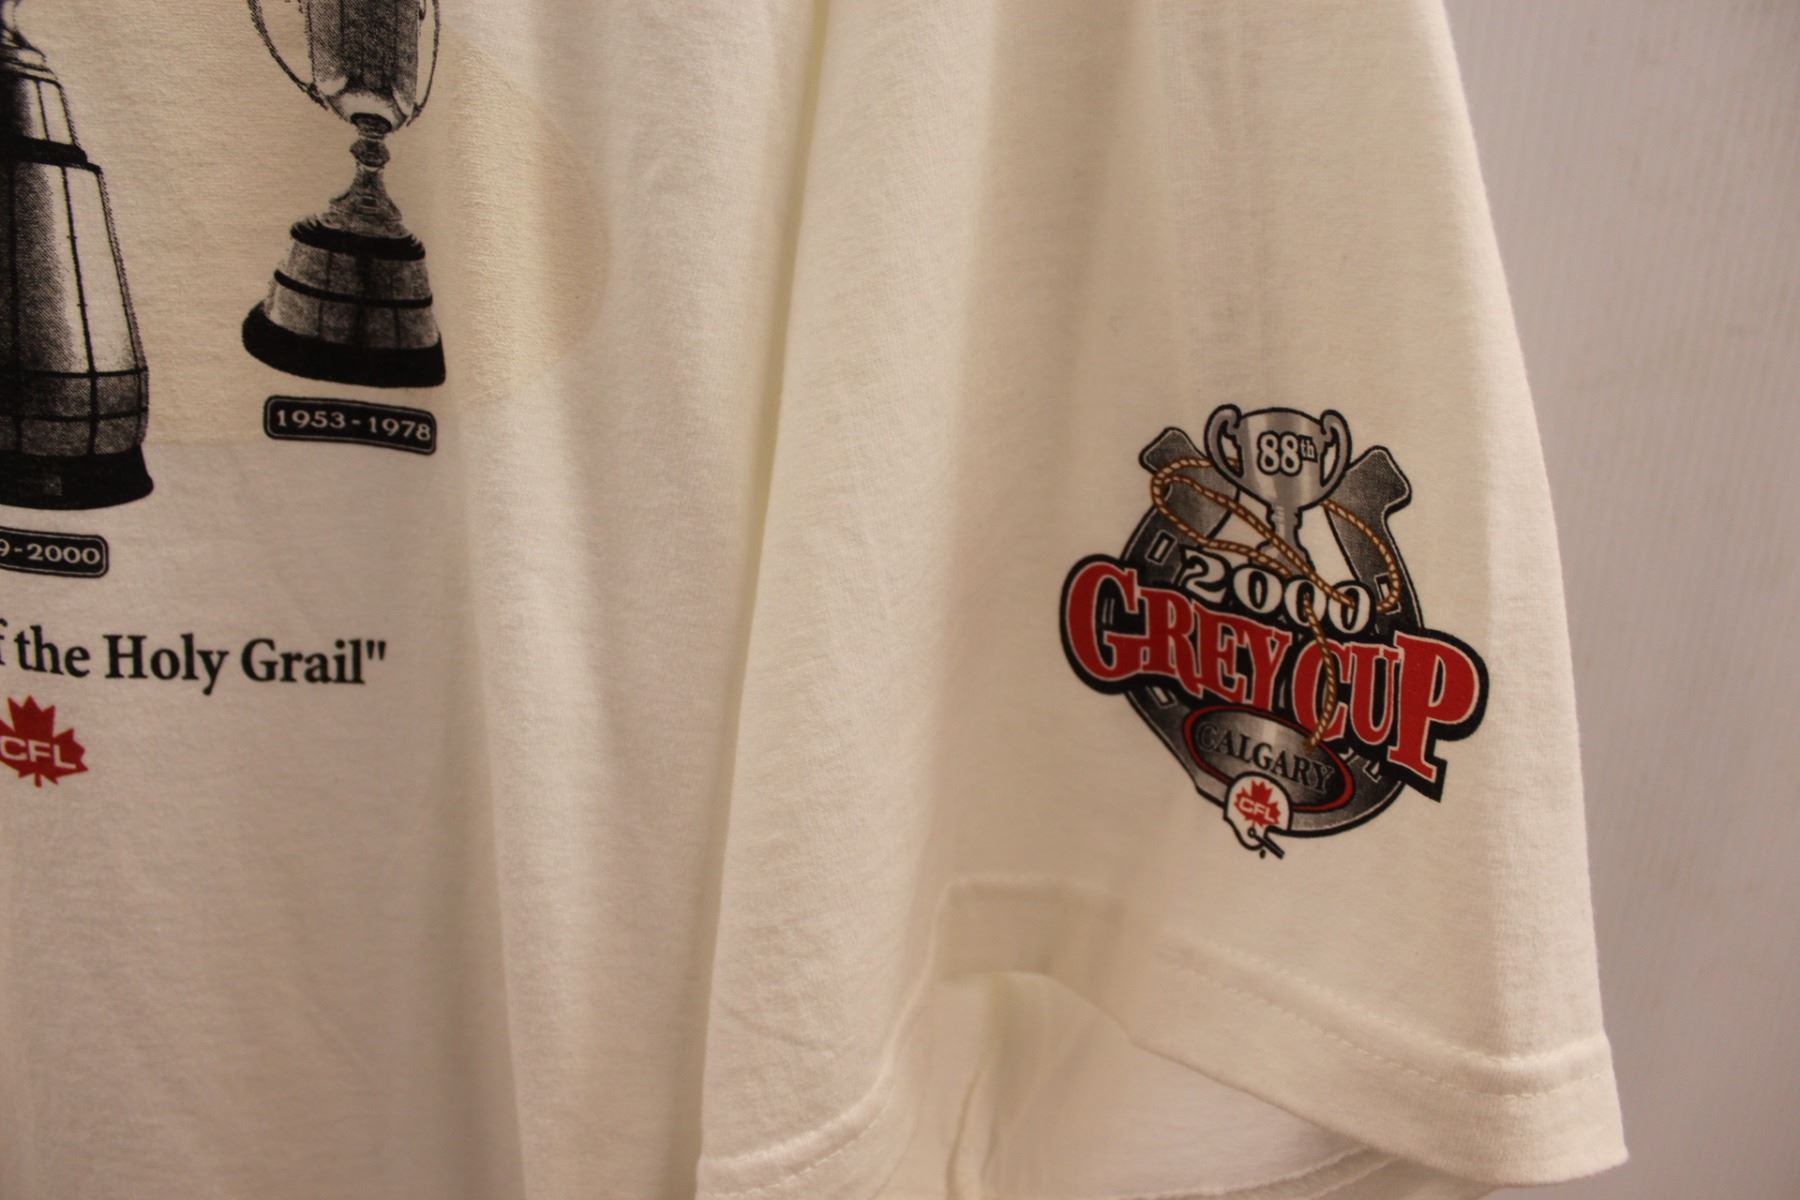 1953-1978
9-2000
f the Holy Grail"
CFL
88th
2000
GREY CUP
CALGARY
CFL